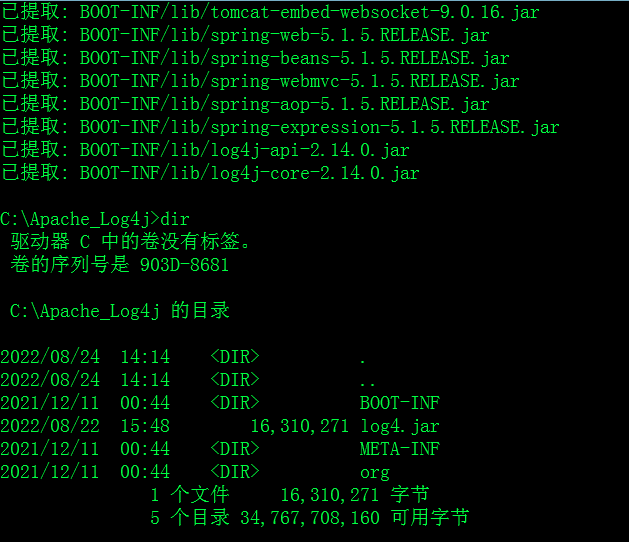 已提取: BOOT-INF/lib/tomcat-embed-websocket-9.0.16.jar
已提取: BOOT-INF/lib/spring-web-5.1.5.RELEASE.jar
已提取: BOOT-INF/lib/spring-beans-5.1.5.RELEASE.jar
已提取: BOOT-INF/lib/spring-webmvc-5.1.5.RELEASE.jar
已提取: BOOT-INF/lib/spring-aop-5.1.5.RELEASE.jar
已提取: BOOT-INF/lib/spring-expression-5.1.5.RELEASE.jar
已提取: BOOT-INF/lib/log4j-api-2.14.0.jar
已提取: BOOT-INF/lib/log4j-core-2.14.0.jar
C:\Apache_Log4j>dir
驱动器 C 中的卷没有标签。
卷的序列号是 903D-8681
C:\Apache_Log4j 的目录
2022/08/24  14:14    <DIR>          .
2022/08/24  14:14    <DIR>          ..
2021/12/11  00:44    <DIR>          BOOT-INF
2022/08/22  15:48        16,310,271 log4.jar
2021/12/11  00:44    <DIR>          META-INF
2021/12/11  00:44    <DIR>          org
1 个文件     16,310,271 字节
5 个目录 34,767,708,160 可用字节